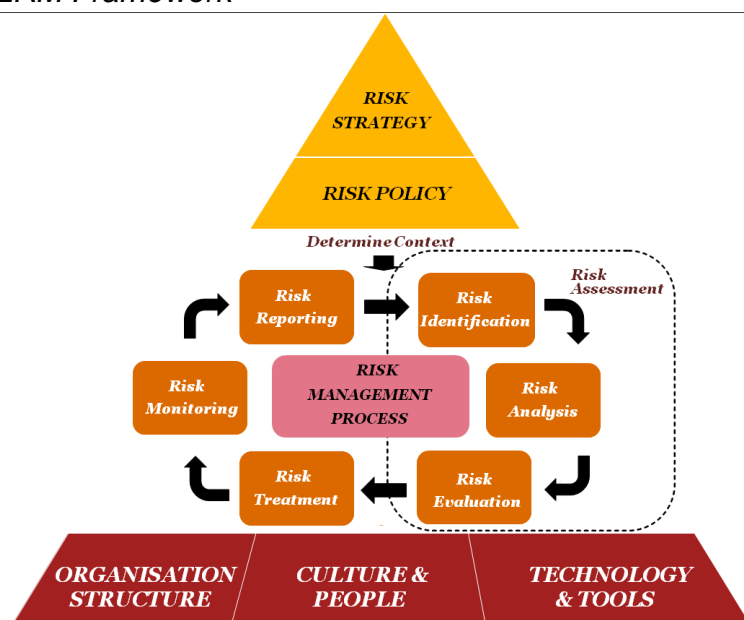 RISK
STRATEGY
RISK POLICY
Determine Context
Risk
Assessment
Risk
Reporting
Risk
Identification
Risk
Monitoring
RISK
MANAGEMENT
PROCESS
Risk
Analysis
Risk
Treatment
Risk
Evaluation
ORGANISATION
STRUCTURE
CULTURE &
PEOPLE
TECHNOLOGY
& TOOLS